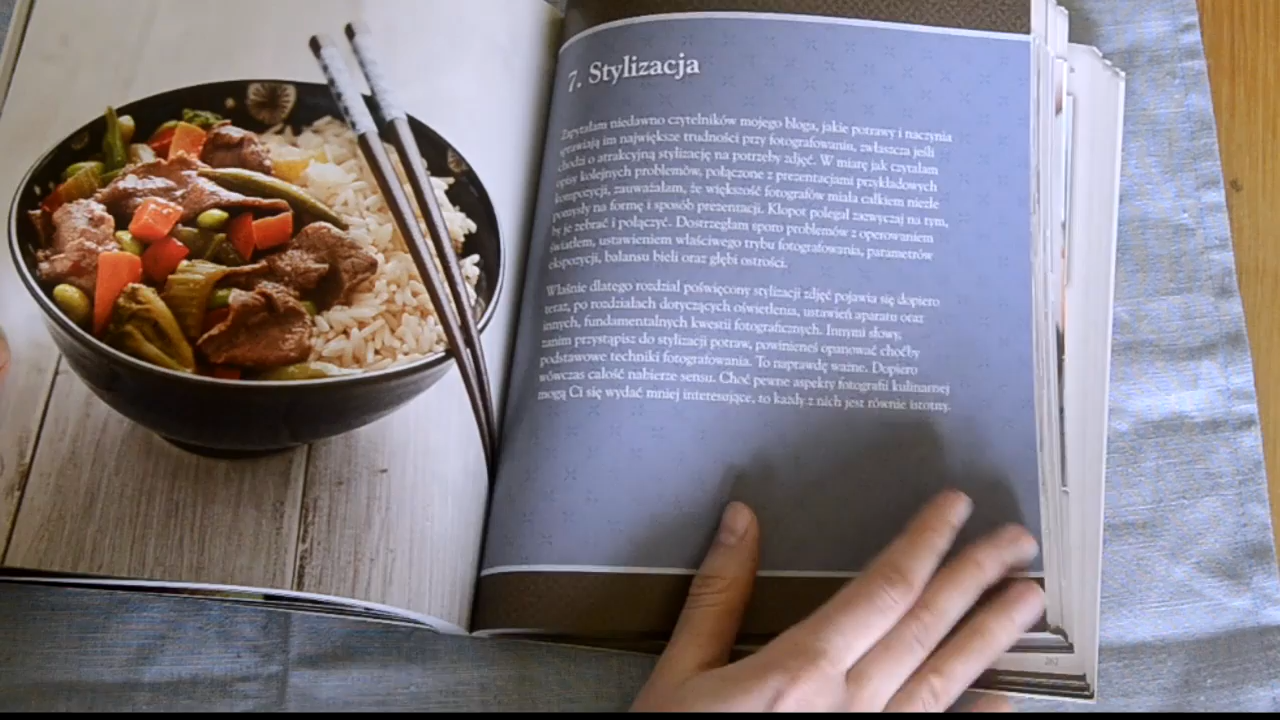 7. Stylizacja
Zapytałam niedawno czytelników mojego bloga, jakie potrawy i naczynia
sprawiają im największe trudności przy fotografowaniu, zwłaszcza jeśli
chodzi o atrakcyjną stylizację na potrzeby zdjęć. W miarę jak czytałam
opisy kolejnych problemów, połączone z prezentacjami przykładowych
kompozycji, zauważałam, że większość fotografów miała całkiem niezłe
pomysły na formę i sposób prezentacji. Kłopot polegał zazwyczaj na tym,
by je zebrać i połączyć. Dostrzegłam sporo problemów z operowaniem
światłem, ustawieniem właściwego trybu fotografowania, parametrów
ekspozycji, balansu bieli oraz głębi ostrości.
Właśnie dlatego rozdział poświęcony stylizacji zdjęć pojawia się dopiero
teraz, po rozdziałach dotyczących oświetlenia, ustawień aparatu oraz
innych, fundamentalnych kwestii fotograficznych. Innymi słowy,
zanim przystąpisz do stylizacji potraw, powinieneś opanować choćby
podstawowe techniki fotografowania. To naprawdę ważne. Dopiero
wówczas całość nabierze sensu. Choć pewne aspekty fotografii kulinarnej
mogą Ci się wydać mniej interesujące, to każdy z nich jest równie istotny.